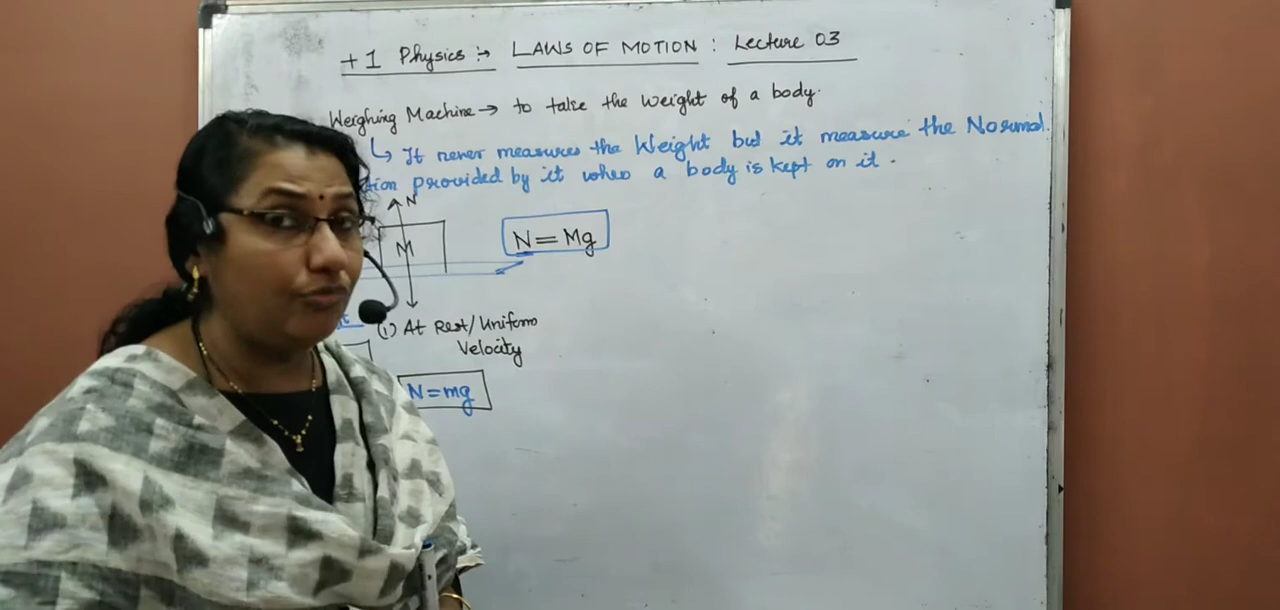 +1 Physics :→ LAWS OF MOTION : Lecture 03
Weighing Machine → to take the Weight of a body.
↳ It never measures the Weight but it measure the Normal
tion provided by it when a body is kept on it.
N
M
N = Mg
(1) At Rest/Uniform
Velocity
N = mg